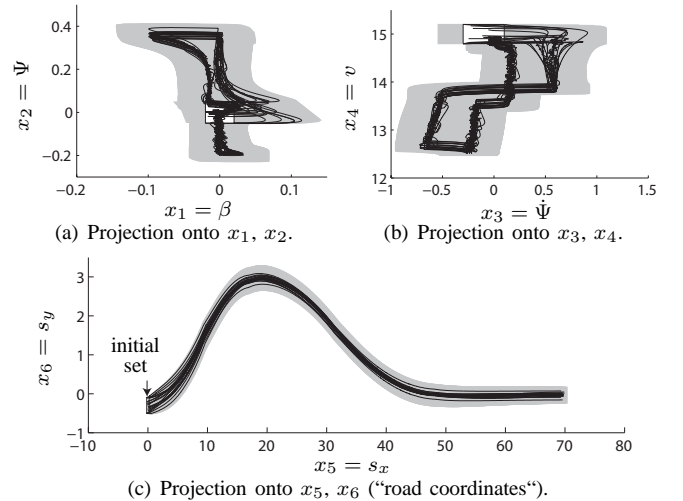 0.4
0.2
0
−0.2
x2 = Ψ
−0.2 −0.1 0 0.1
x1 = β
(a) Projection onto x1, x2.
15
14
13
12
x4 = v
−1 −0.5 0 0.5 1 1.5
x3 = Ψ̇
(b) Projection onto x3, x4.
3
2
1
0
−1
x6 = sy
initial
set
−10 0 10 20 30 40 50 60 70 80
x5 = sx
(c) Projection onto x5, x6 (“road coordinates“).